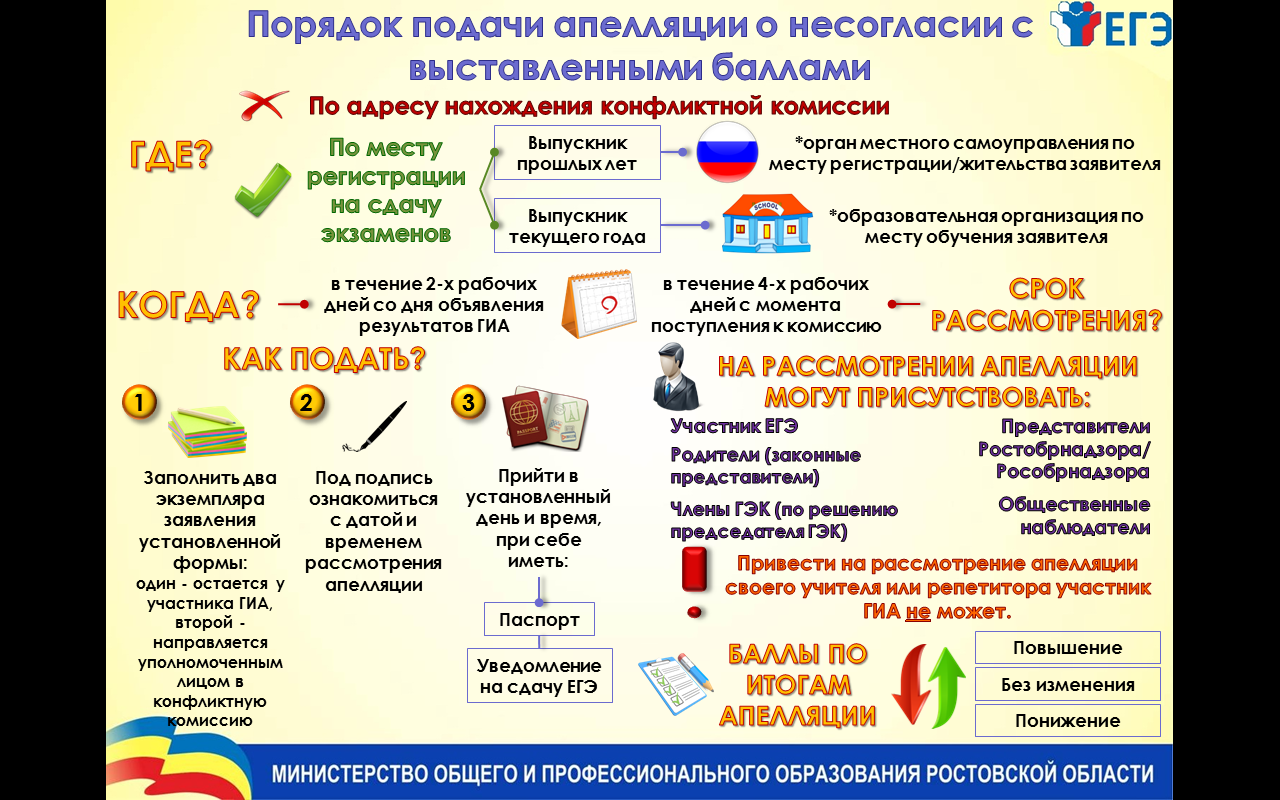 Порядок подачи апелляции о несогласии с
выставленными баллами
ЕГЭ
По адресу нахождения конфликтной комиссии
ГДЕ?
По месту
регистрации
на сдачу
экзаменов
Выпускник
прошлых лет
*орган местного самоуправления по
месту регистрации/жительства заявителя
Выпускник
текущего года
SCHOOL
*образовательная организация по
месту обучения заявителя
КОГДА?
в течение 2-х рабочих
дней со дня объявления
результатов ГИА
в течение 4-х рабочих
дней с момента
поступления к комиссию
СРОК
РАССМОТРЕНИЯ?
КАК ПОДАТЬ?
1
Заполнить два
экземпляра
заявления
установленной
формы:
один - остается у
участника ГИА,
второй -
направляется
уполномоченным
лицом в
конфликтную
комиссию
2
Под подпись
ознакомиться
с датой и
временем
рассмотрения
апелляции
3
PASSPORT
Прийти в
установленный
день и время,
при себе
иметь:
Паспорт
Уведомление
на сдачу ЕГЭ
НА РАССМОТРЕНИИ АПЕЛЛЯЦИИ
МОГУТ ПРИСУТСТВОВАТЬ:
Участник ЕГЭ
Родители (законные
представители)
Члены ГЭК (по решению
председателя ГЭК)
Представители
Ростобрнадзора/
Рособрнадзора
Общественные
наблюдатели
Привести на рассмотрение апелляции
своего учителя или репетитора участник
ГИА не может.
БАЛЛЫ ПО
ИТОГАМ
АПЕЛЛЯЦИИ
Повышение
Без изменения
Понижение
МИНИСТЕРСТВО ОБЩЕГО И ПРОФЕССИОНАЛЬНОГО ОБРАЗОВАНИЯ РОСТОВСКОЙ ОБЛАСТИ